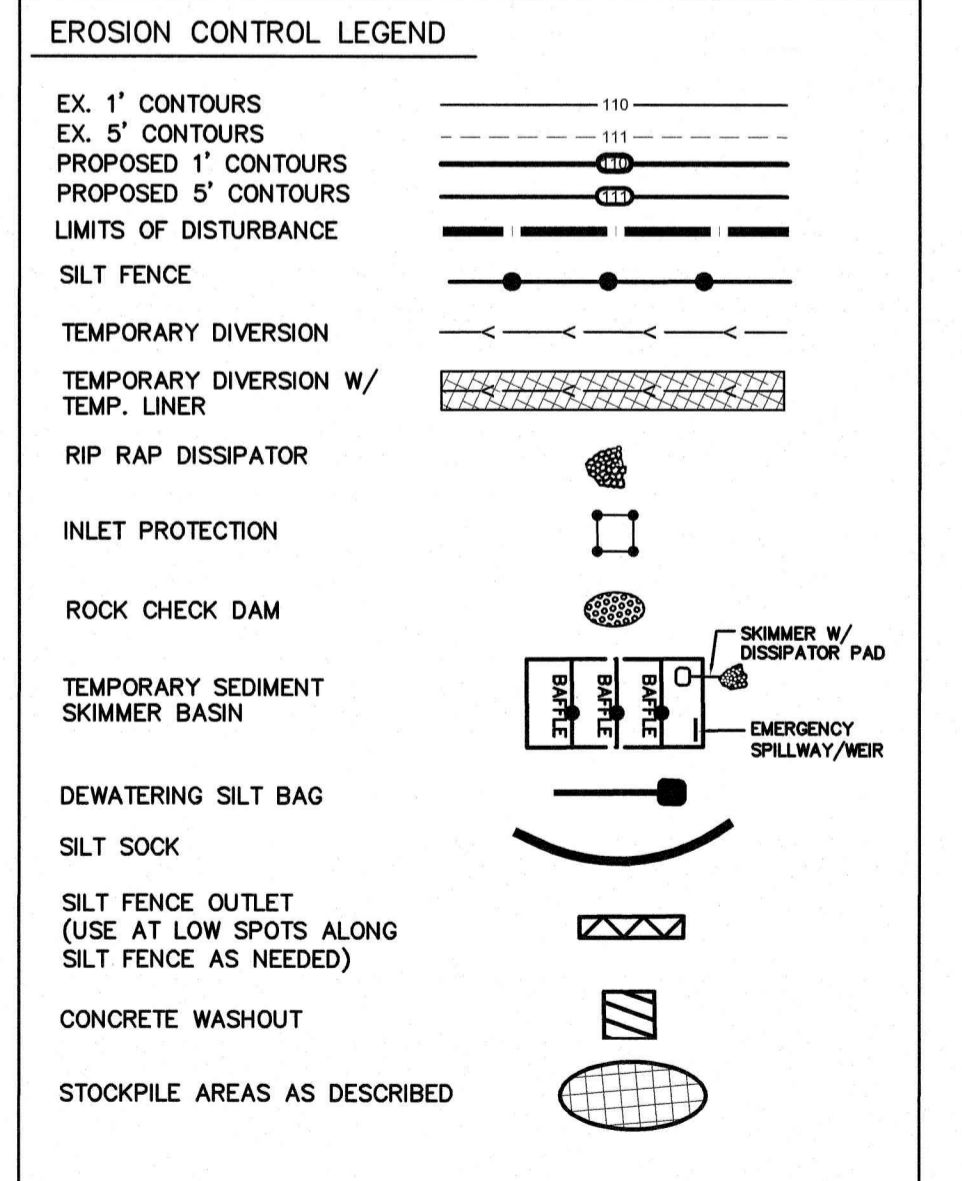 EROSION CONTROL LEGEND
EX. 1' CONTOURS
110
EX. 5' CONTOURS
111
PROPOSED 1' CONTOURS
110
PROPOSED 5' CONTOURS
111
LIMITS OF DISTURBANCE
SILT FENCE
TEMPORARY DIVERSION
TEMPORARY DIVERSION W/
TEMP. LINER
RIP RAP DISSIPATOR
INLET PROTECTION
ROCK CHECK DAM
TEMPORARY SEDIMENT
SKIMMER BASIN
BAFFLE
BAFFLE
BAFFLE
SKIMMER W/
DISSIPATOR PAD
EMERGENCY
SPILLWAY/WEIR
DEWATERING SILT BAG
SILT SOCK
SILT FENCE OUTLET
(USE AT LOW SPOTS ALONG
SILT FENCE AS NEEDED)
CONCRETE WASHOUT
STOCKPILE AREAS AS DESCRIBED